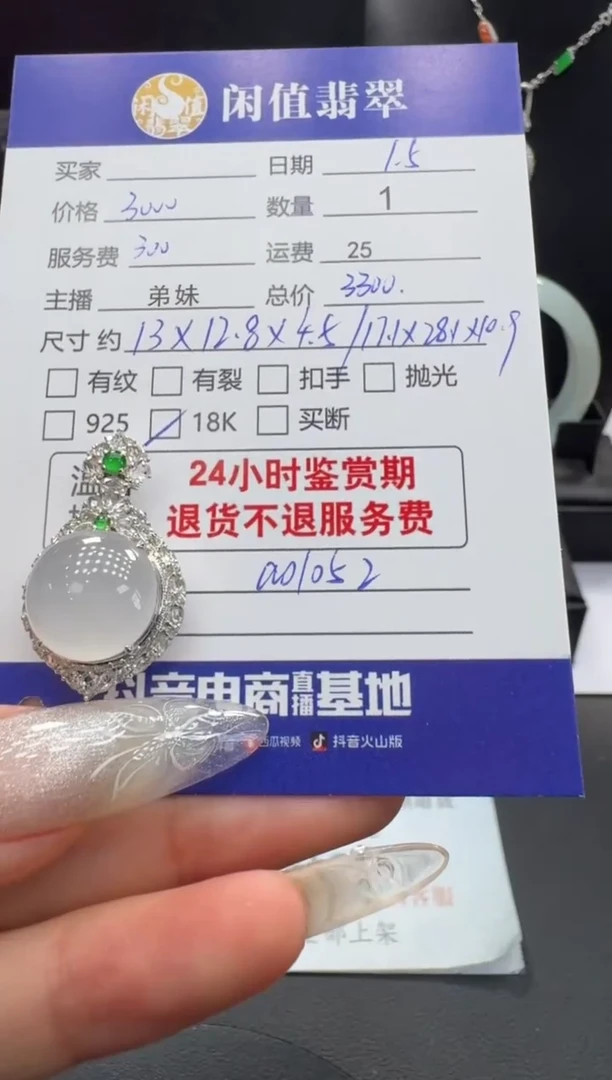 闲值翡翠
买家 日期 1.5
价格 3000 数量 1
服务费 300 运费 25
主播 弟妹 总价 3300.
尺寸 约 13×12.8×4.5/17.1×28.1×10.9
有纹 有裂 扣手 抛光
925 18K 买断
温
24小时鉴赏期
退货不退服务费
a01052
抖音电商直播基地
西瓜视频 抖音火山版